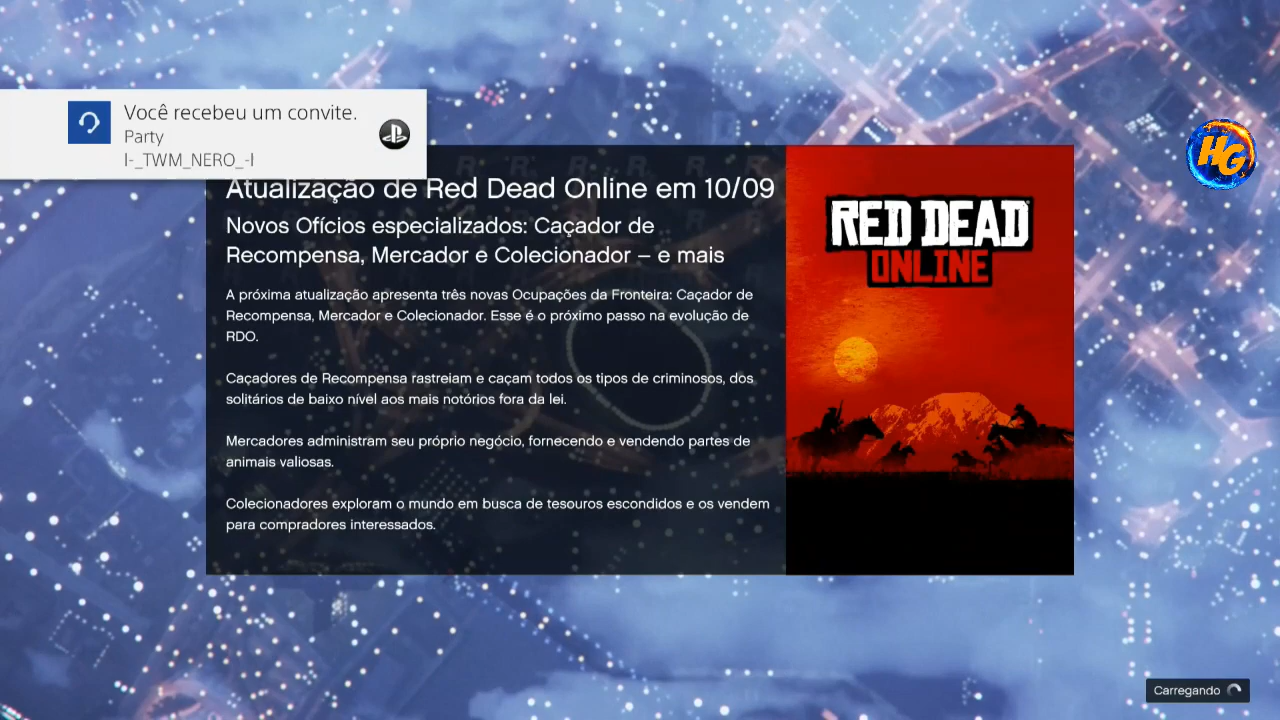 Você recebeu um convite.
Party
I-_TWM_NERO_-I
HG
Atualização de Red Dead Online em 10/09
Novos Ofícios especializados: Caçador de
Recompensa, Mercador e Colecionador – e mais
A próxima atualização apresenta três novas Ocupações da Fronteira: Caçador de
Recompensa, Mercador e Colecionador. Esse é o próximo passo na evolução de
RDO.
Caçadores de Recompensa rastreiam e caçam todos os tipos de criminosos, dos
solitários de baixo nível aos mais notórios fora da lei.
Mercadores administram seu próprio negócio, fornecendo e vendendo partes de
animais valiosas.
Colecionadores exploram o mundo em busca de tesouros escondidos e os vendem
para compradores interessados.
RED DEAD
ONLINE
Carregando